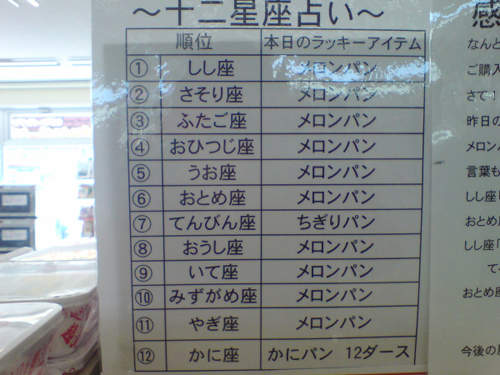 ～十二星座占い～
順位 本日のラッキーアイテム
① しし座 メロンパン
② さそり座 メロンパン
③ ふたご座 メロンパン
④ おひつじ座 メロンパン
⑤ うお座 メロンパン
⑥ おとめ座 メロンパン
⑦ てんびん座 ちぎりパン
⑧ おうし座 メロンパン
⑨ いて座 メロンパン
⑩ みずがめ座 メロンパン
⑪ やぎ座 メロンパン
⑫ かに座 かにパン 12ダース
感
なんと
ご購入
さて！
昨日の
メロンパ
言葉も
しし座「
おとめ座
しし座「
て
おとめ座
今後の